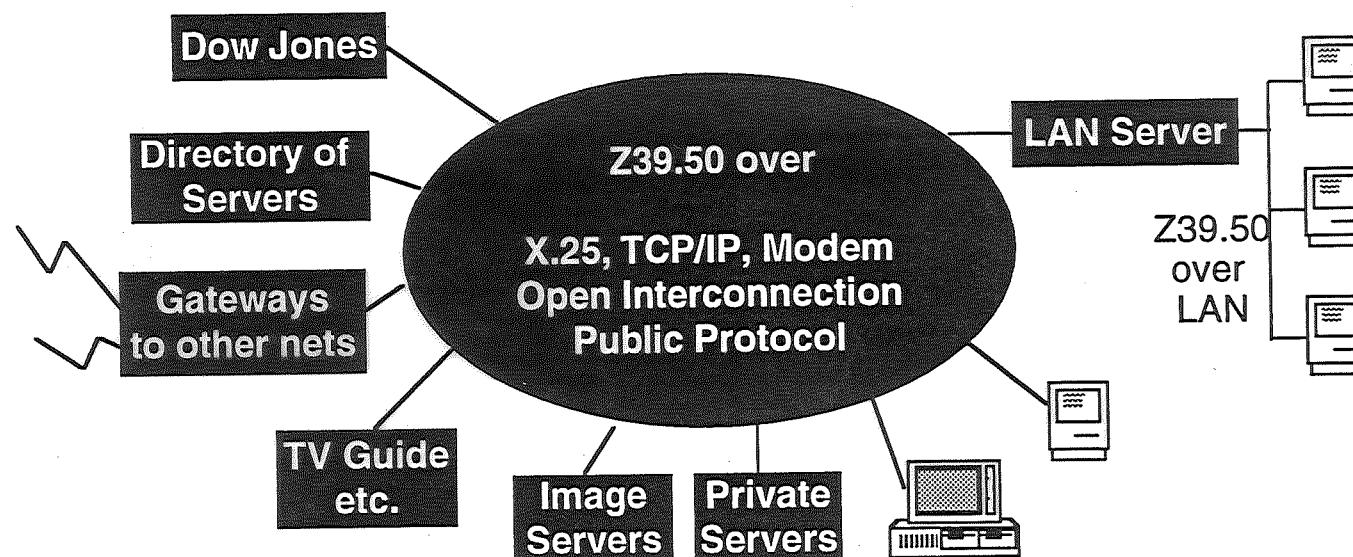 Dow Jones
Directory of
Servers
Gateways
to other nets
TV Guide
etc.
Image
Servers
Private
Servers
Z39.50 over
X.25, TCP/IP, Modem
Open Interconnection
Public Protocol
LAN Server
Z39.50
over
LAN